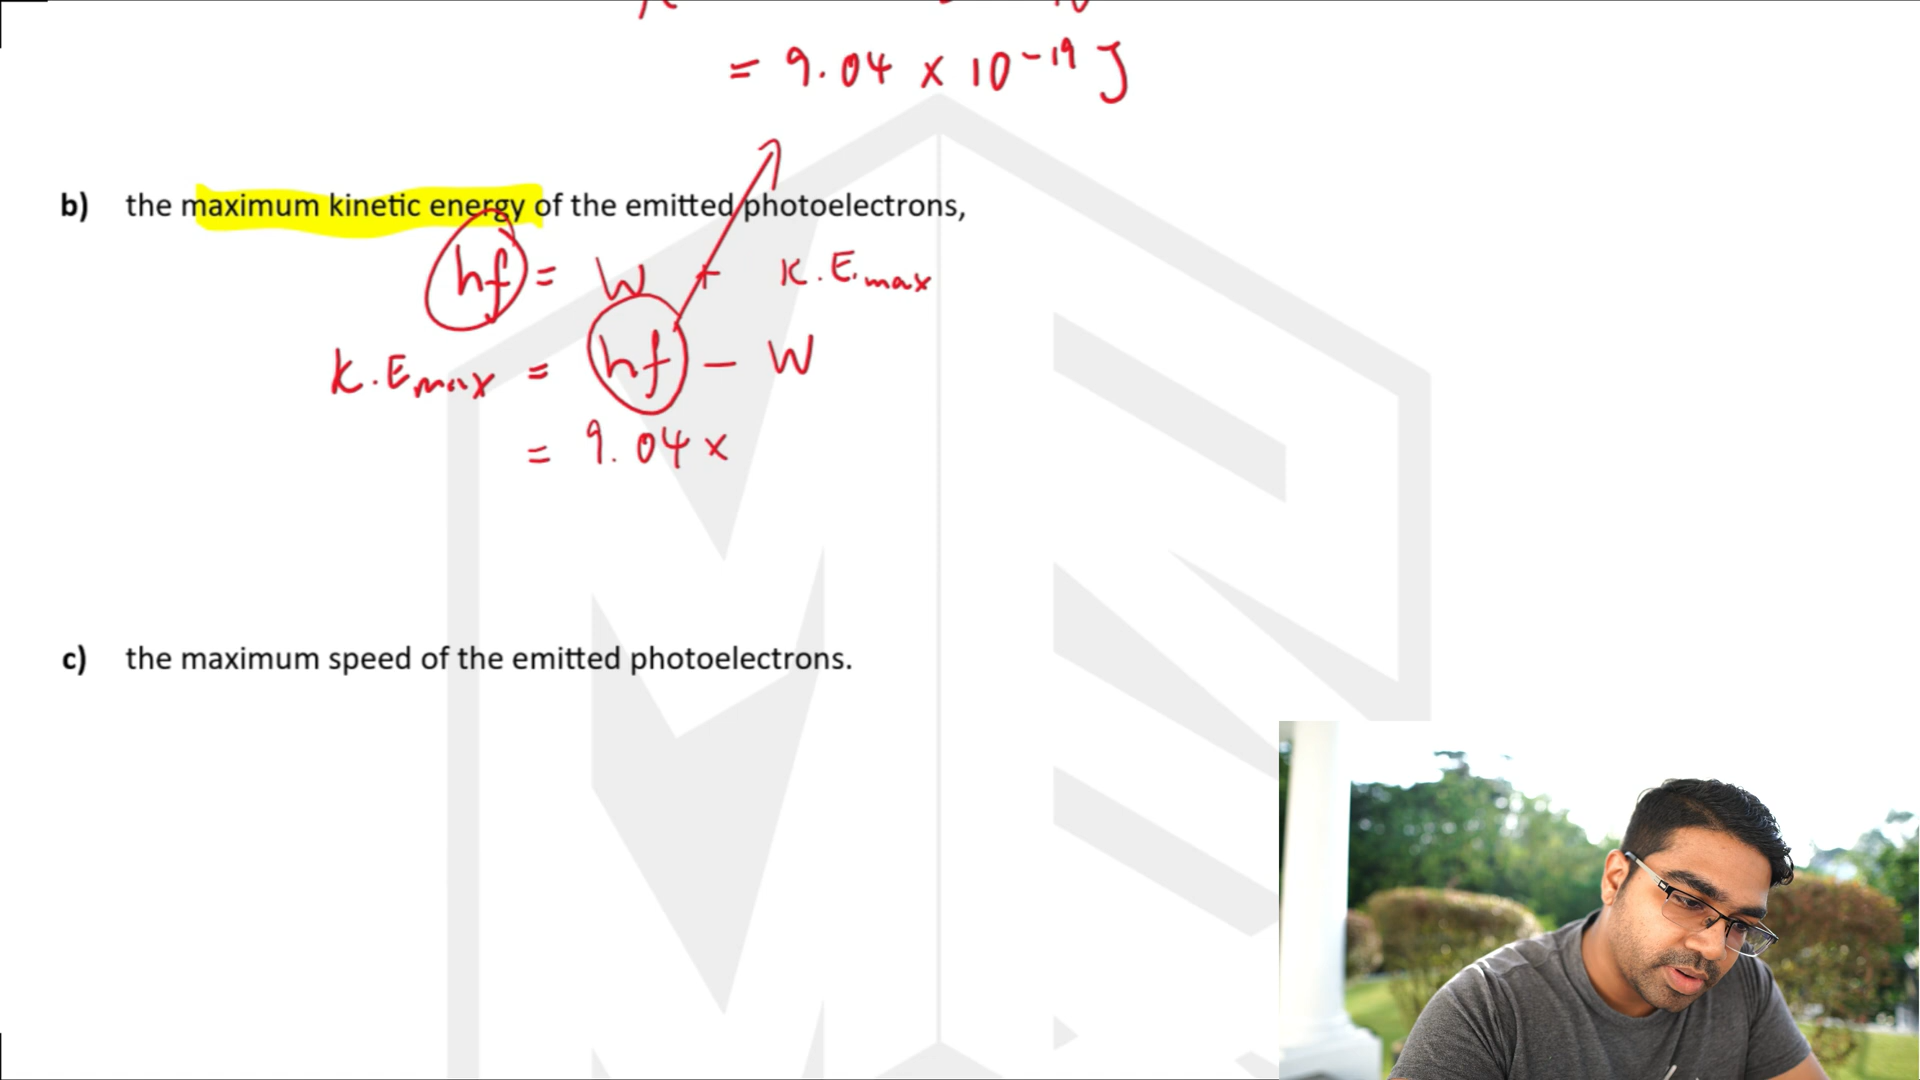 = 9.04 x 10⁻¹⁹ J
b) the maximum kinetic energy of the emitted photoelectrons,
hf = W + K.Emax
K.Emax = hf - W
= 9.04 x
c) the maximum speed of the emitted photoelectrons.